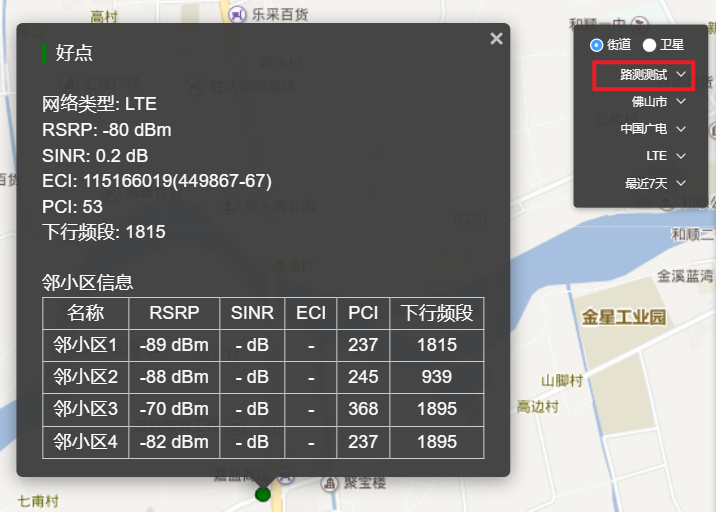 高村
乐采百货
好点
网络类型: LTE
RSRP: -80 dBm
SINR: 0.2 dB
ECI: 115166019(449867-67)
PCI: 53
下行频段: 1815
邻小区信息
名称 RSRP SINR ECI PCI 下行频段
邻小区1 -89 dBm - dB - 237 1815
邻小区2 -88 dBm - dB - 245 939
邻小区3 -70 dBm - dB - 368 1895
邻小区4 -82 dBm - dB - 237 1895
街道 卫星
路测测试
佛山市
中国广电
LTE
最近7天
和顺二
金溪蓝湾
金星工业园
山脚村
高边村
聚宝楼
七甫村